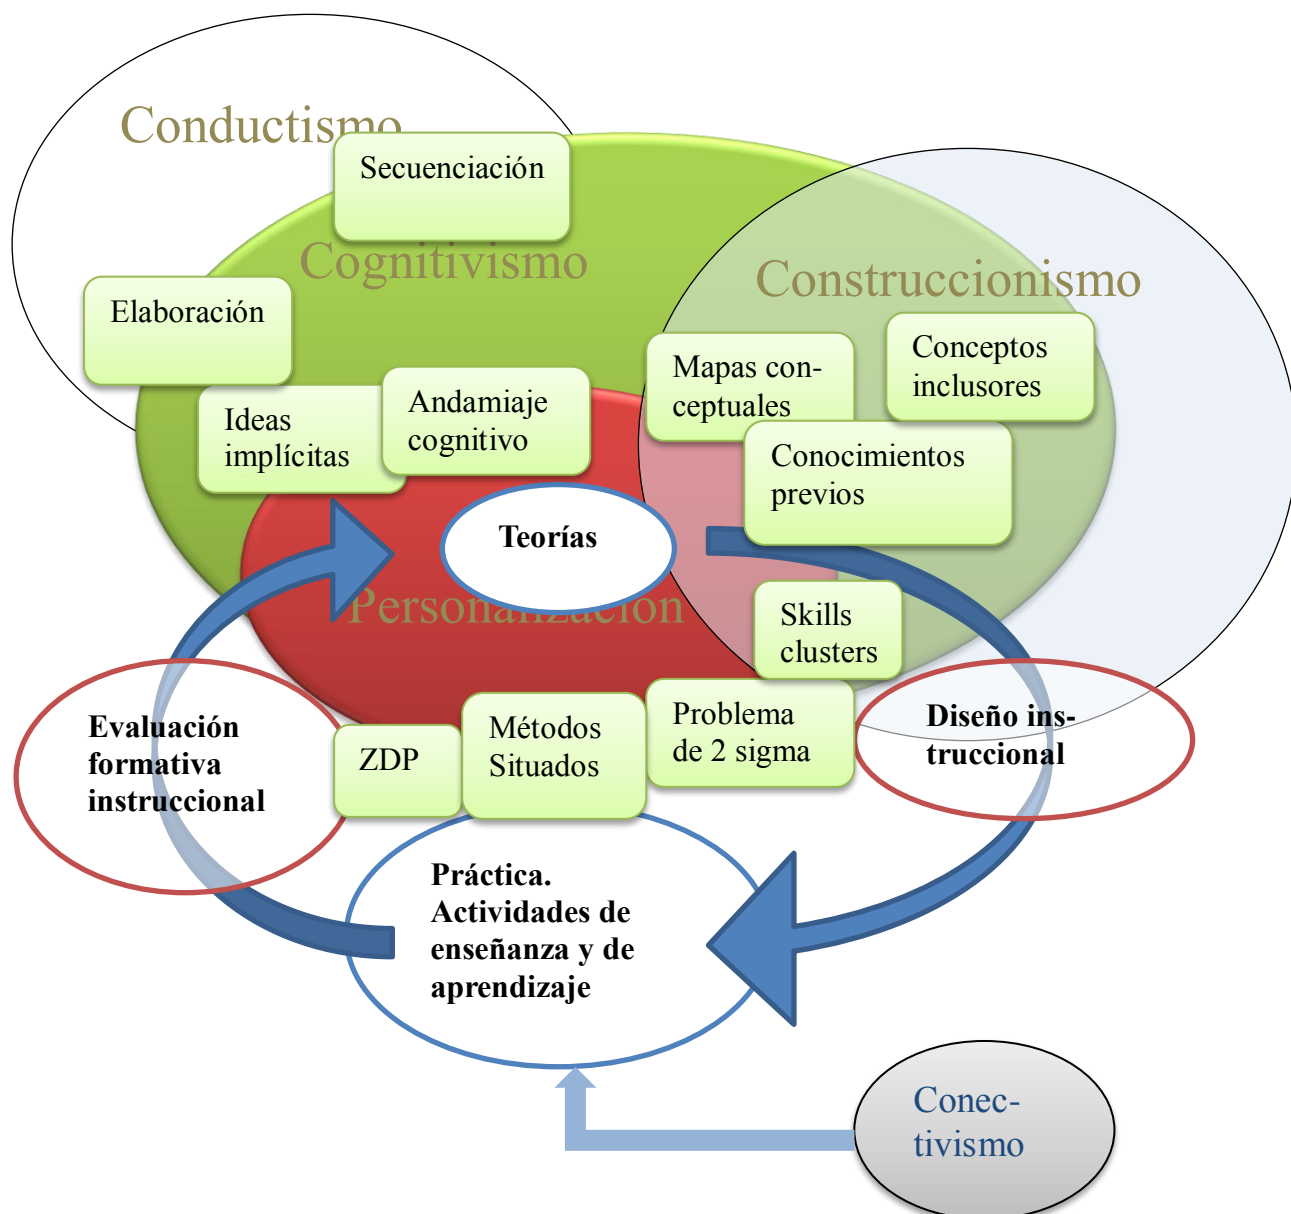 Conductismo
Secuenciación
Cognitivismo
Construccionismo
Elaboración
Mapas con-
ceptuales
Conceptos
inclusores
Ideas
implícitas
Andamiaje
cognitivo
Conocimientos
previos
Teorías
Personalización
Skills
clusters
Evaluación
formativa
instruccional
ZDP
Métodos
Situados
Problema
de 2 sigma
Diseño ins-
truccional
Práctica.
Actividades de
enseñanza y de
aprendizaje
Conec-
tivismo